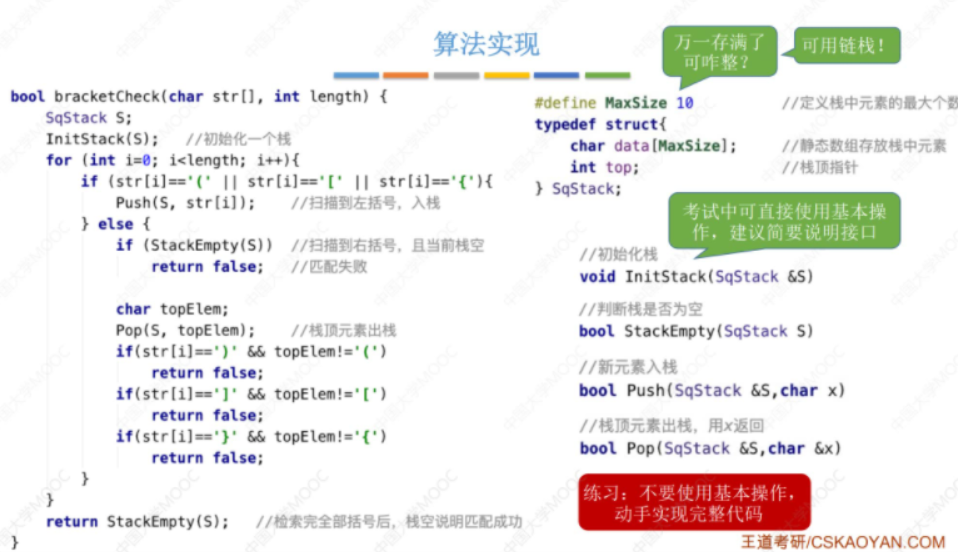 算法实现
万一存满了
可咋整?
可用链栈!
bool bracketCheck(char str[], int length) {
SqStack S;
InitStack(S); //初始化一个栈
for (int i=0; i<length; i++){
if (str[i]=='(' || str[i]=='[' || str[i]=='{'){
Push(S, str[i]); //扫描到左括号,入栈
} else {
if (StackEmpty(S)) //扫描到右括号,且当前栈空
return false; //匹配失败
char topElem;
Pop(S, topElem); //栈顶元素出栈
if(str[i]==')' && topElem!='(')
return false;
if(str[i]==']' && topElem!='[')
return false;
if(str[i]=='}' && topElem!='{')
return false;
}
}
return StackEmpty(S); //检索完全部括号后,栈空说明匹配成功
}
#define MaxSize 10 //定义栈中元素的最大个数
typedef struct{
char data[MaxSize]; //静态数组存放栈中元素
int top; //栈顶指针
} SqStack;
考试中可直接使用基本操
作,建议简要说明接口
//初始化栈
void InitStack(SqStack &S)
//判断栈是否为空
bool StackEmpty(SqStack S)
//新元素入栈
bool Push(SqStack &S,char x)
//栈顶元素出栈,用x返回
bool Pop(SqStack &S,char &x)
练习:不要使用基本操作,
动手实现完整代码
王道考研/CSKAOYAN.COM